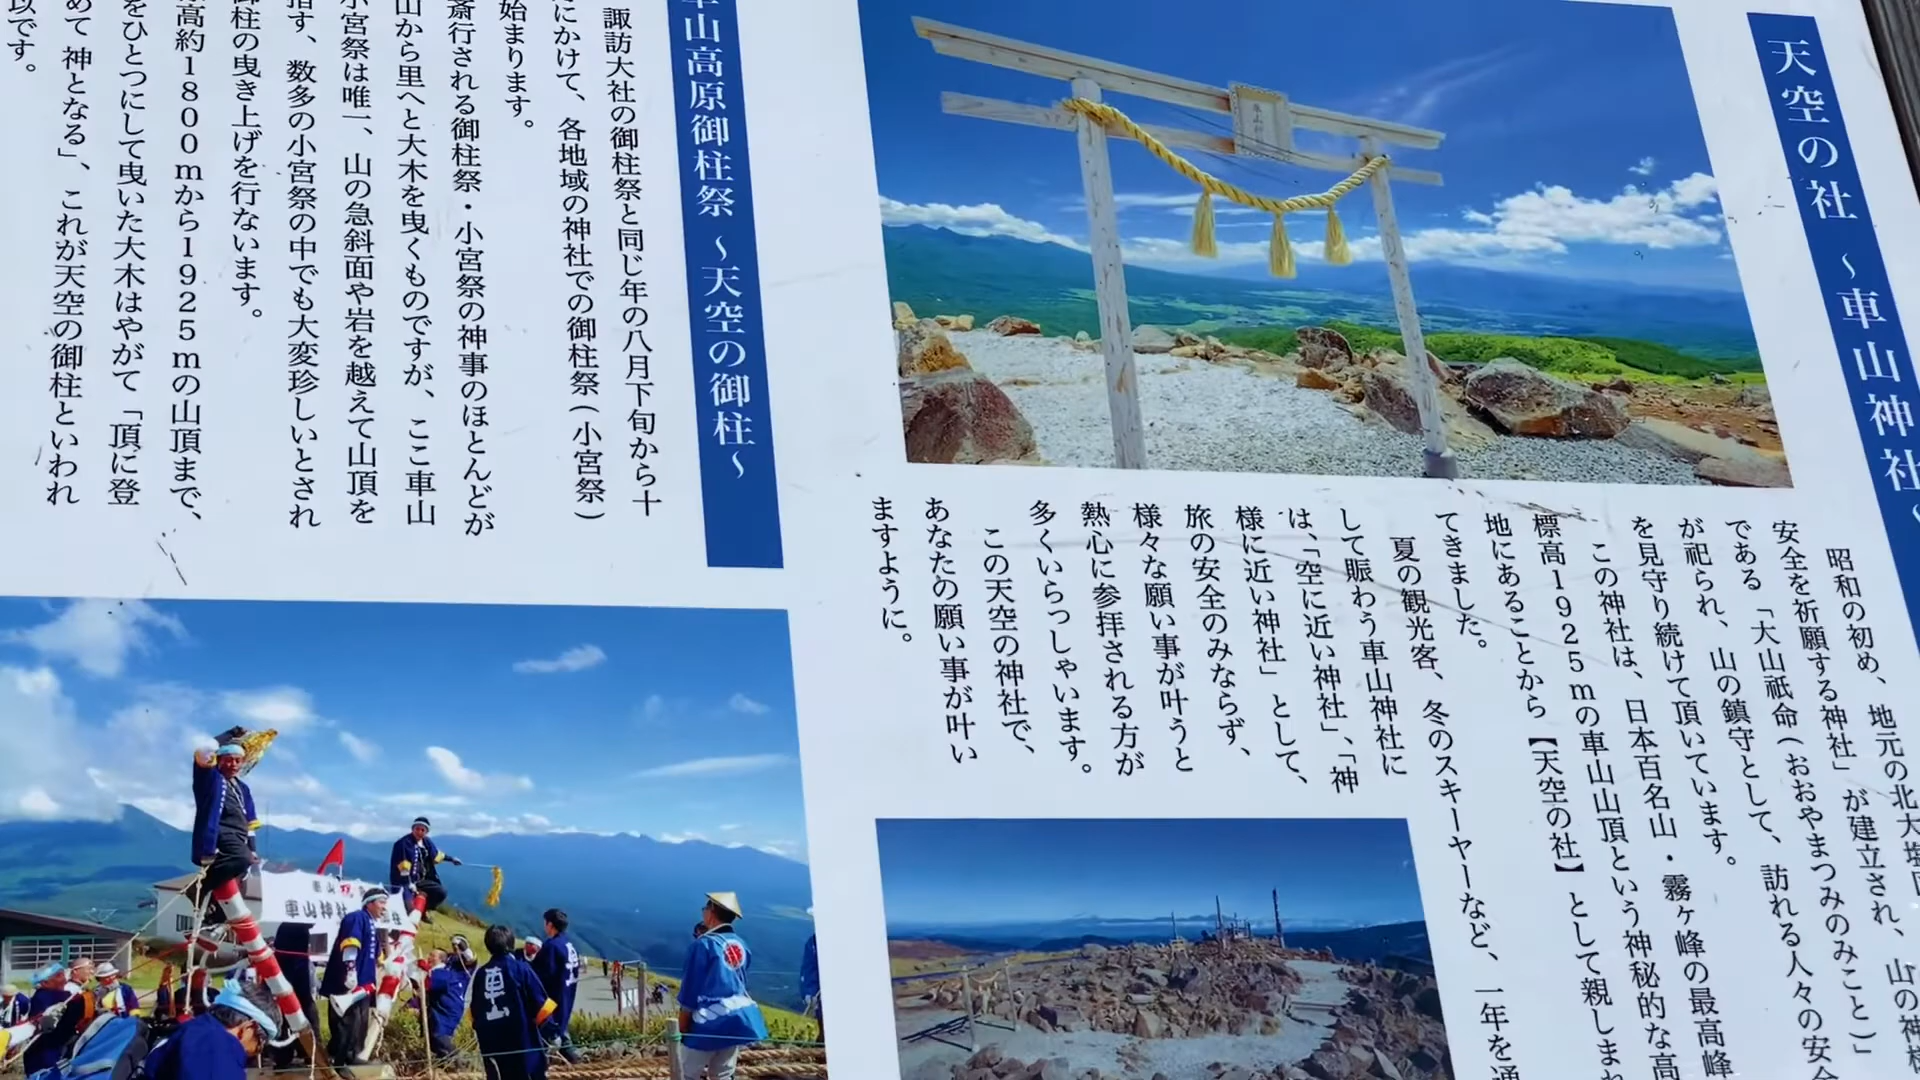 天空の社 ～車山神社～
昭和の初め、地元の北大塩
安全を祈願する神社」が建立され、山の神様
である「大山祇命(おおやまつみのみこと)」
が祀られ、山の鎮守として、訪れる人々の安全
を見守り続けて頂いています。
この神社は、日本百名山・霧ヶ峰の最高峰
標高1925mの車山山頂という神秘的な高
地にあることから【天空の社】として親しまれ
てきました。
夏の観光客、冬のスキーヤーなど、一年を通
して賑わう車山神社に
は、「空に近い神社」、「神
様に近い神社」として、
旅の安全のみならず、
様々な願い事が叶うと
熱心に参拝される方が
多くいらっしゃいます。
この天空の神社で、
あなたの願い事が叶い
ますように。
車山高原御柱祭 ～天空の御柱～
諏訪大社の御柱祭と同じ年の八月下旬から十
にかけて、各地域の神社での御柱祭(小宮祭)
始まります。
斎行される御柱祭・小宮祭の神事のほとんどが
山から里へと大木を曳くものですが、ここ車山
小宮祭は唯一、山の急斜面や岩を越えて山頂を
指す、数多の小宮祭の中でも大変珍しいとされ
御柱の曳き上げを行ないます。
標高約1800mから1925mの山頂まで、
をひとつにして曳いた大木はやがて「頂に登
めて 神となる」、これが天空の御柱といわれ
以です。
車山神社
車